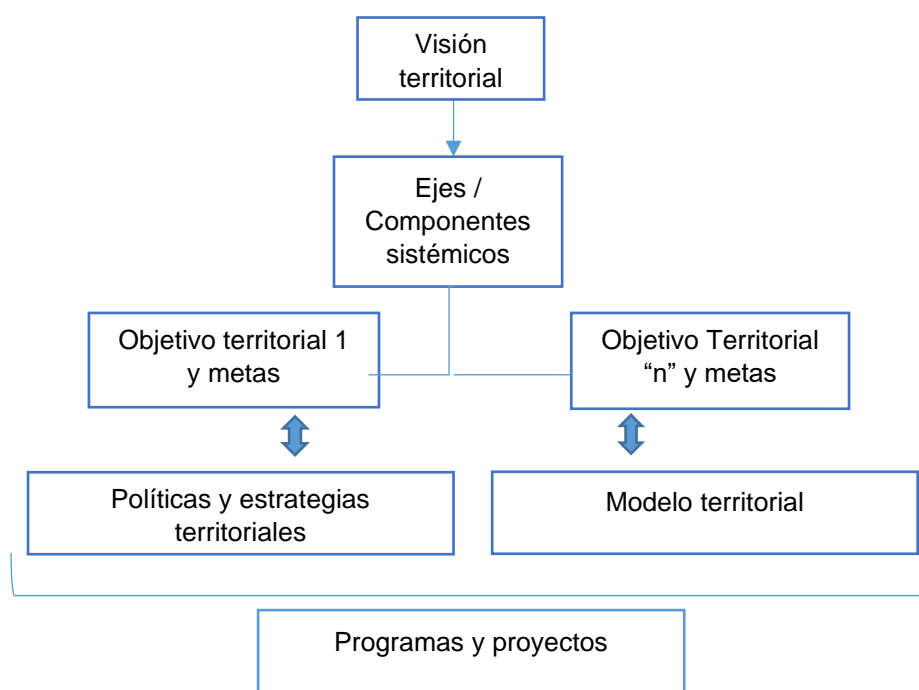 Visión
territorial
Ejes /
Componentes
sistémicos
Objetivo territorial 1
y metas
Objetivo Territorial
“n” y metas
Políticas y estrategias
territoriales
Modelo territorial
Programas y proyectos